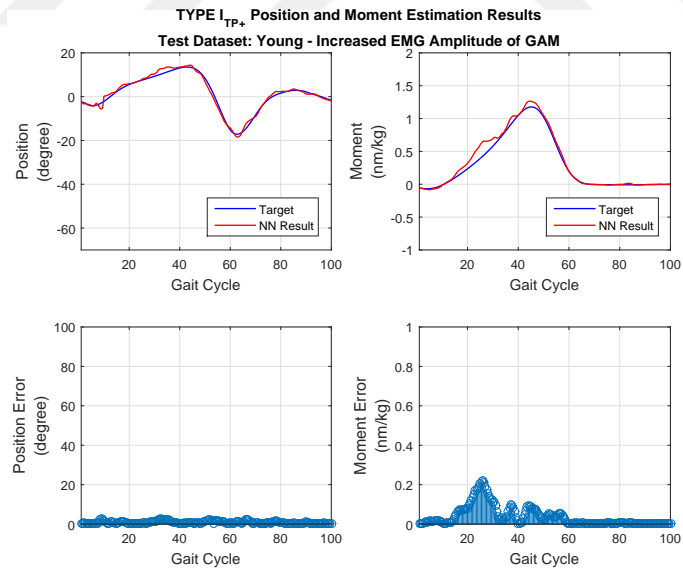 TYPE I_TP+ Position and Moment Estimation Results
Test Dataset: Young - Increased EMG Amplitude of GAM
20
0
-20
-40
-60
Position
(degree)
Target
NN Result
20 40 60 80 100
Gait Cycle
2
1.5
1
0.5
0
-0.5
-1
Moment
(nm/kg)
Target
NN Result
20 40 60 80 100
Gait Cycle
100
80
60
40
20
0
Position Error
(degree)
20 40 60 80 100
Gait Cycle
1
0.8
0.6
0.4
0.2
0
Moment Error
(nm/kg)
20 40 60 80 100
Gait Cycle